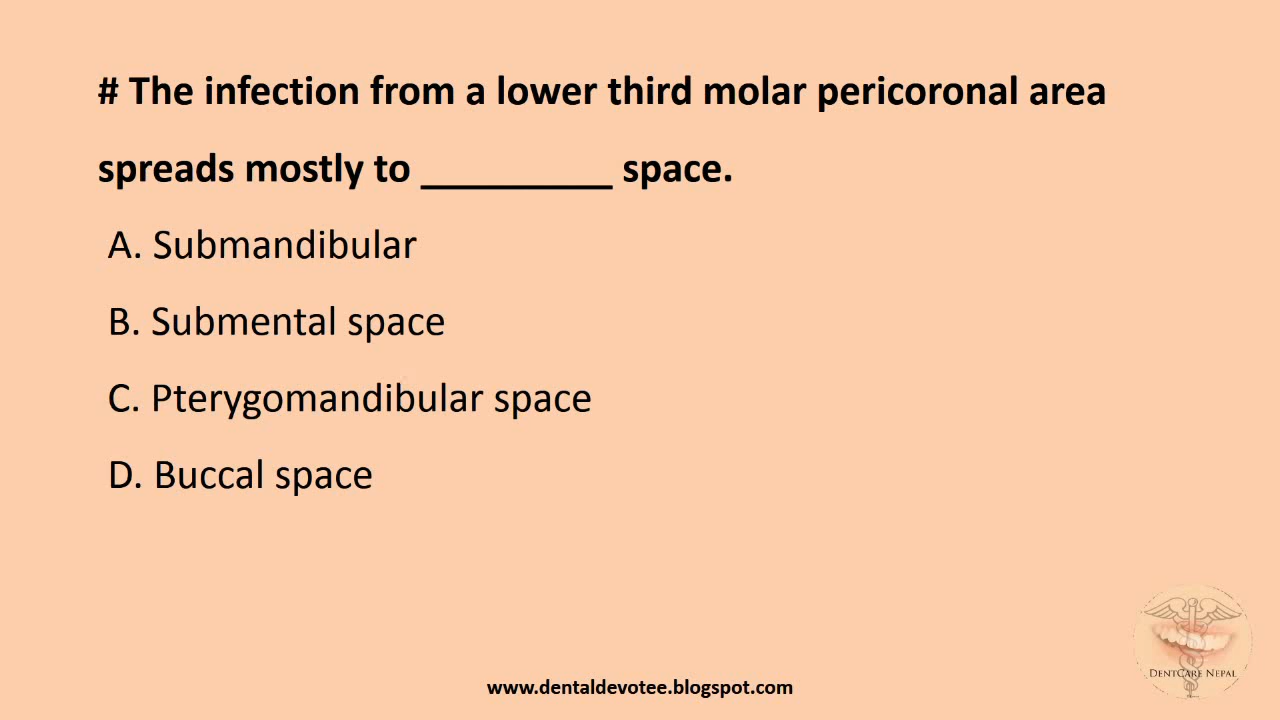 # The infection from a lower third molar pericoronal area
spreads mostly to _________ space.
A. Submandibular
B. Submental space
C. Pterygomandibular space
D. Buccal space
DENTCARE NEPAL
www.dentaldevotee.blogspot.com